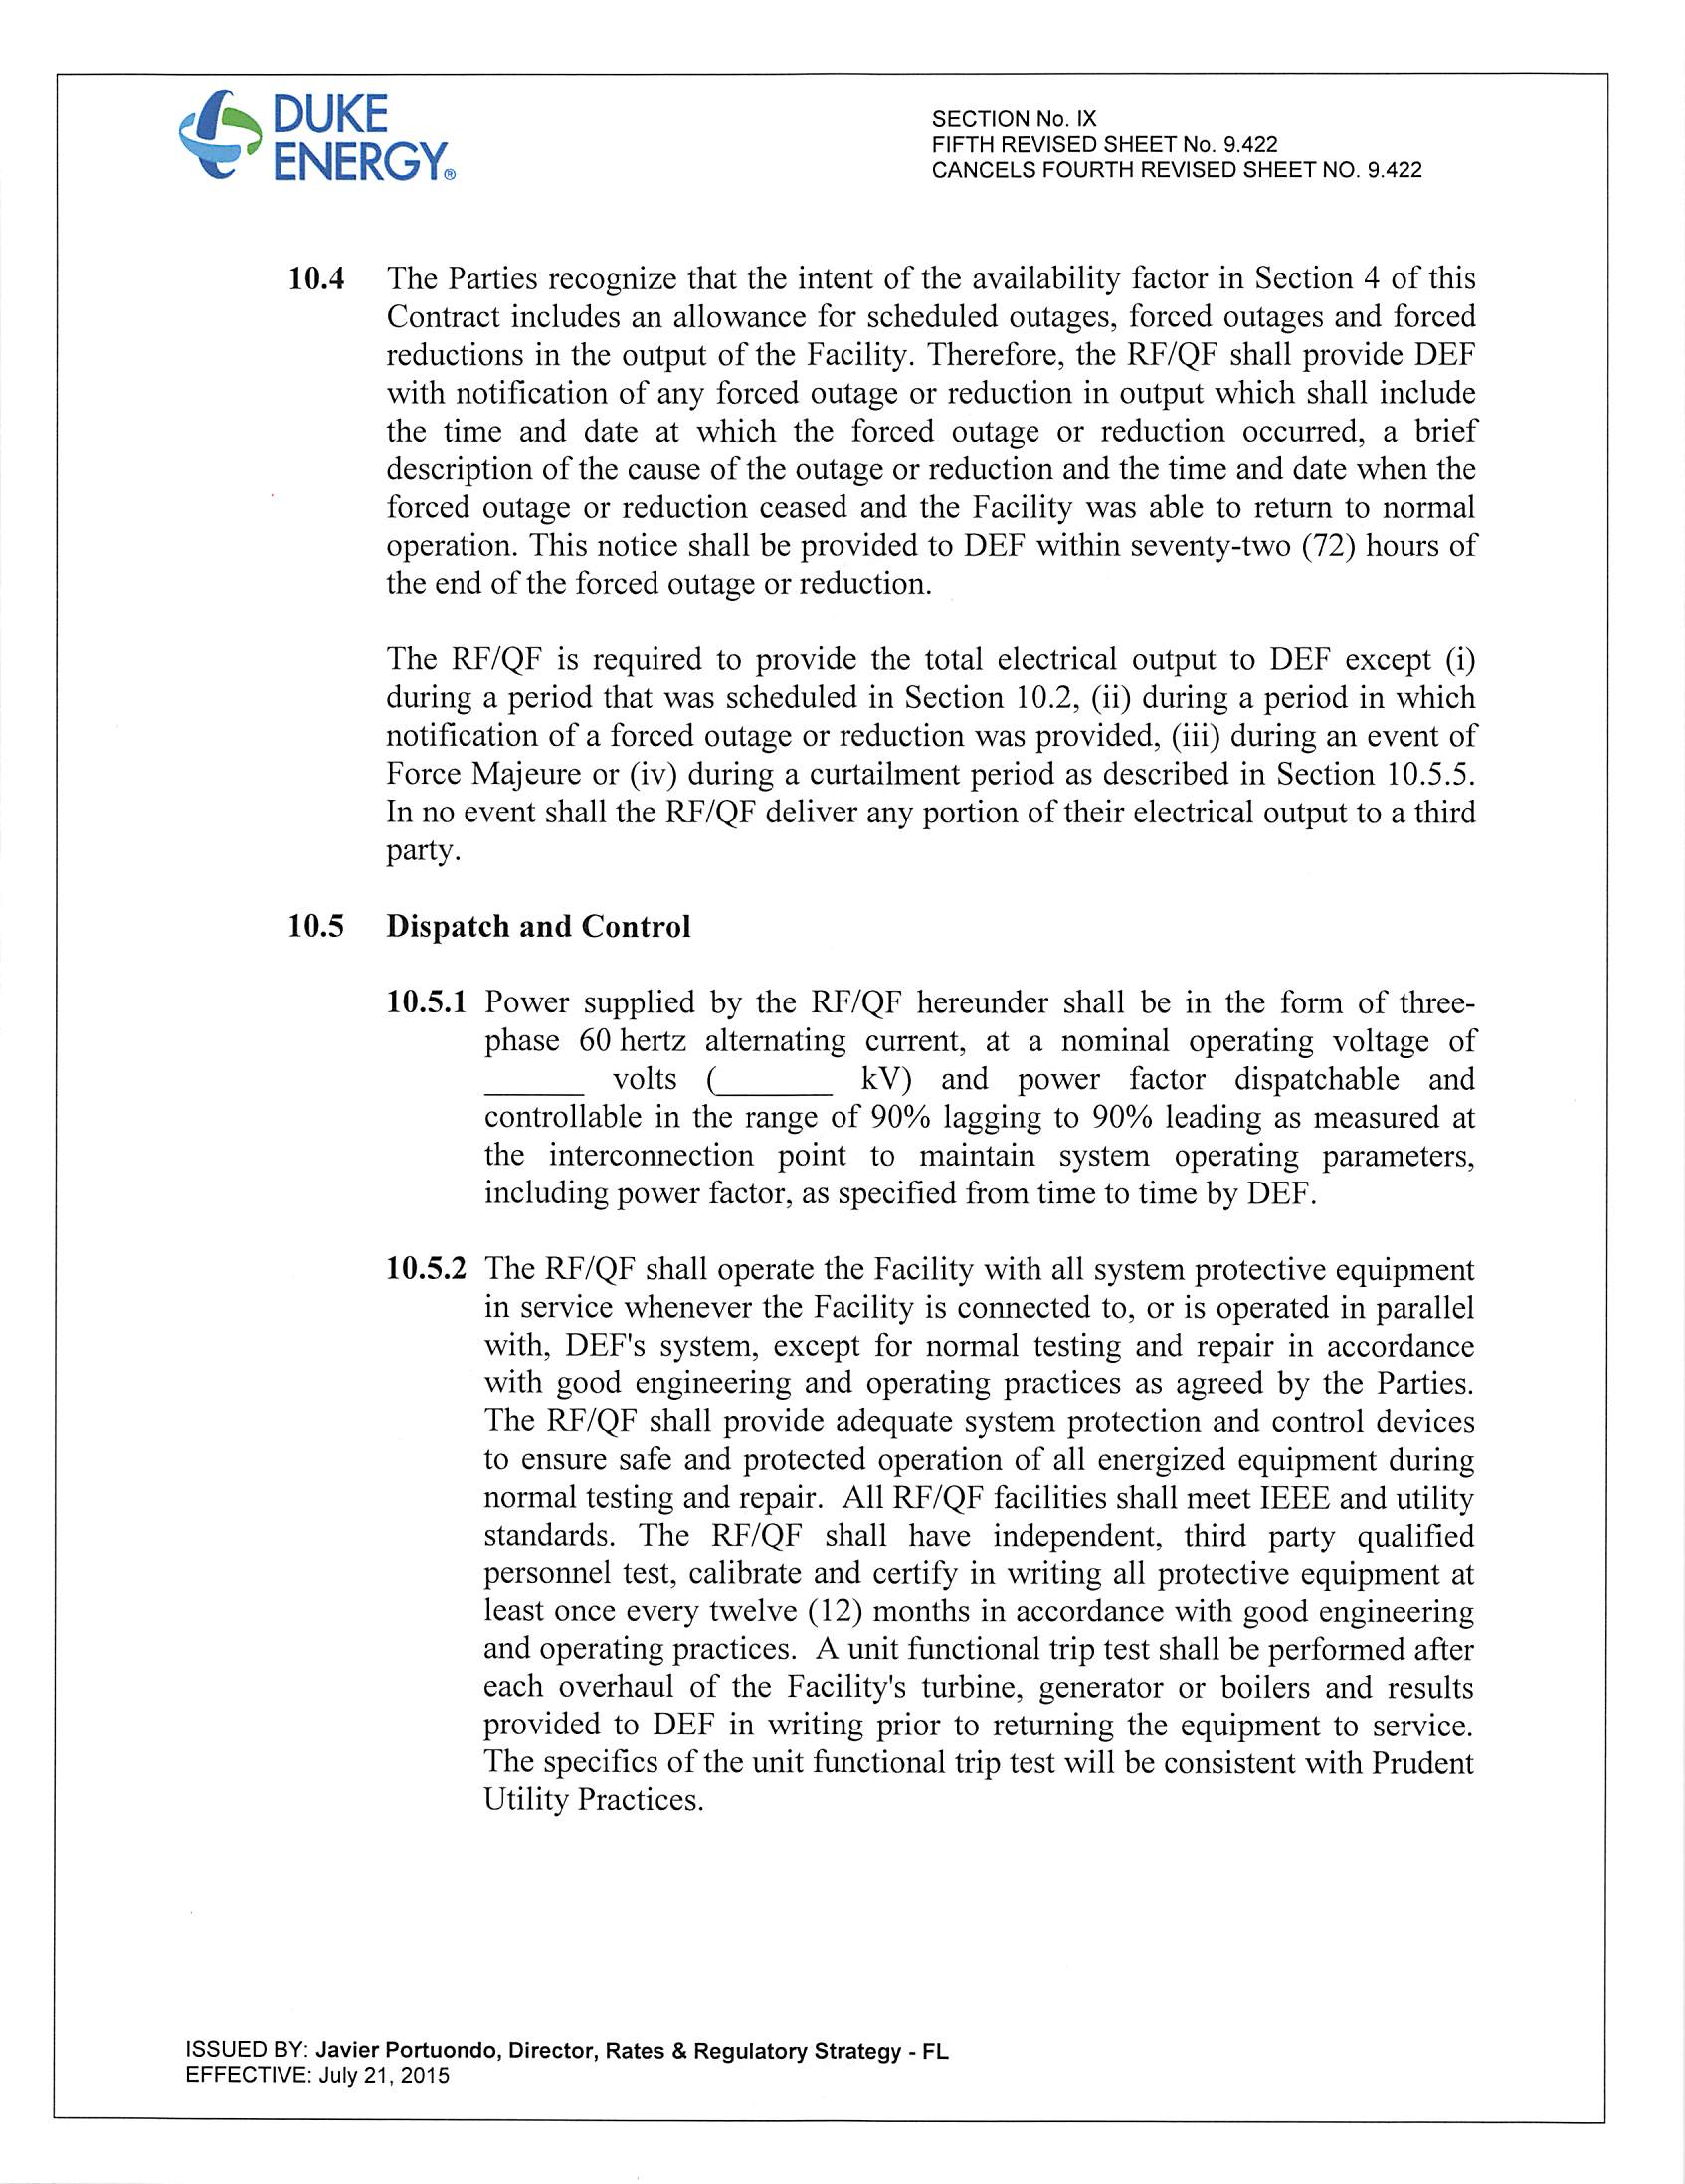 DUKE
ENERGY®
SECTION No. IX
FIFTH REVISED SHEET No. 9.422
CANCELS FOURTH REVISED SHEET NO. 9.422
10.4 The Parties recognize that the intent of the availability factor in Section 4 of this
Contract includes an allowance for scheduled outages, forced outages and forced
reductions in the output of the Facility. Therefore, the RF/QF shall provide DEF
with notification of any forced outage or reduction in output which shall include
the time and date at which the forced outage or reduction occurred, a brief
description of the cause of the outage or reduction and the time and date when the
forced outage or reduction ceased and the Facility was able to return to normal
operation. This notice shall be provided to DEF within seventy-two (72) hours of
the end of the forced outage or reduction.
The RF/QF is required to provide the total electrical output to DEF except (i)
during a period that was scheduled in Section 10.2, (ii) during a period in which
notification of a forced outage or reduction was provided, (iii) during an event of
Force Majeure or (iv) during a curtailment period as described in Section 10.5.5.
In no event shall the RF/QF deliver any portion of their electrical output to a third
party.
10.5 Dispatch and Control
10.5.1 Power supplied by the RF/QF hereunder shall be in the form of three-
phase 60 hertz alternating current, at a nominal operating voltage of
______ volts (_______ kV) and power factor dispatchable and
controllable in the range of 90% lagging to 90% leading as measured at
the interconnection point to maintain system operating parameters,
including power factor, as specified from time to time by DEF.
10.5.2 The RF/QF shall operate the Facility with all system protective equipment
in service whenever the Facility is connected to, or is operated in parallel
with, DEF's system, except for normal testing and repair in accordance
with good engineering and operating practices as agreed by the Parties.
The RF/QF shall provide adequate system protection and control devices
to ensure safe and protected operation of all energized equipment during
normal testing and repair. All RF/QF facilities shall meet IEEE and utility
standards. The RF/QF shall have independent, third party qualified
personnel test, calibrate and certify in writing all protective equipment at
least once every twelve (12) months in accordance with good engineering
and operating practices. A unit functional trip test shall be performed after
each overhaul of the Facility's turbine, generator or boilers and results
provided to DEF in writing prior to returning the equipment to service.
The specifics of the unit functional trip test will be consistent with Prudent
Utility Practices.
ISSUED BY: Javier Portuondo, Director, Rates & Regulatory Strategy - FL
EFFECTIVE: July 21, 2015